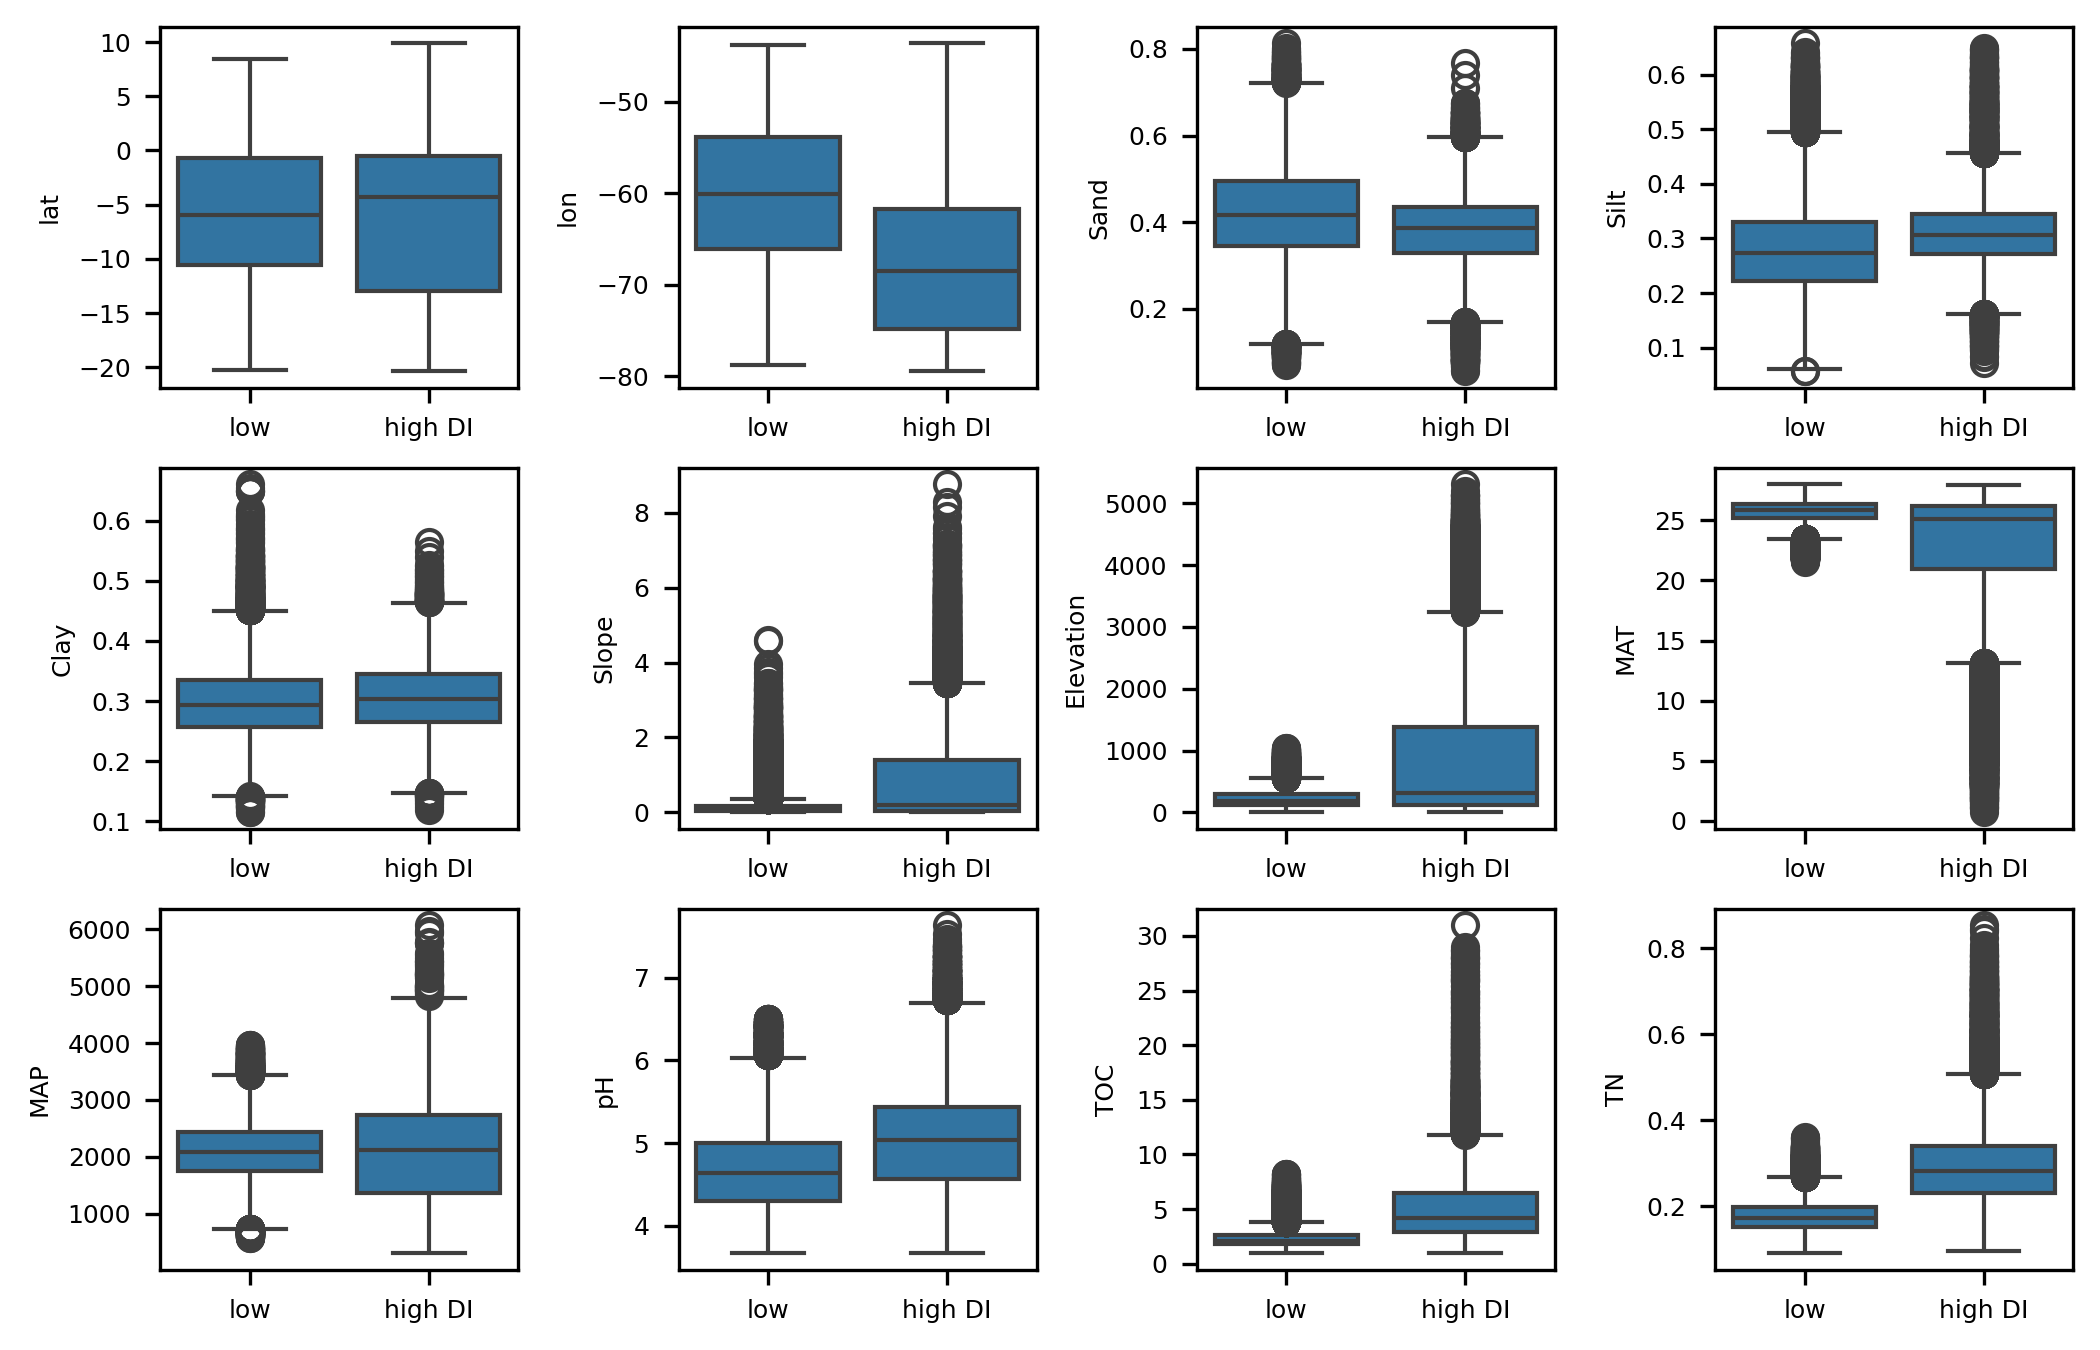 lat
10
5
0
−5
−10
−15
−20
low
high DI
lon
−50
−60
−70
−80
low
high DI
Sand
0.8
0.6
0.4
0.2
low
high DI
Silt
0.6
0.5
0.4
0.3
0.2
0.1
low
high DI
Clay
0.6
0.5
0.4
0.3
0.2
0.1
low
high DI
Slope
8
6
4
2
0
low
high DI
Elevation
5000
4000
3000
2000
1000
0
low
high DI
MAT
25
20
15
10
5
0
low
high DI
MAP
6000
5000
4000
3000
2000
1000
low
high DI
pH
7
6
5
4
low
high DI
TOC
30
25
20
15
10
5
0
low
high DI
TN
0.8
0.6
0.4
0.2
low
high DI